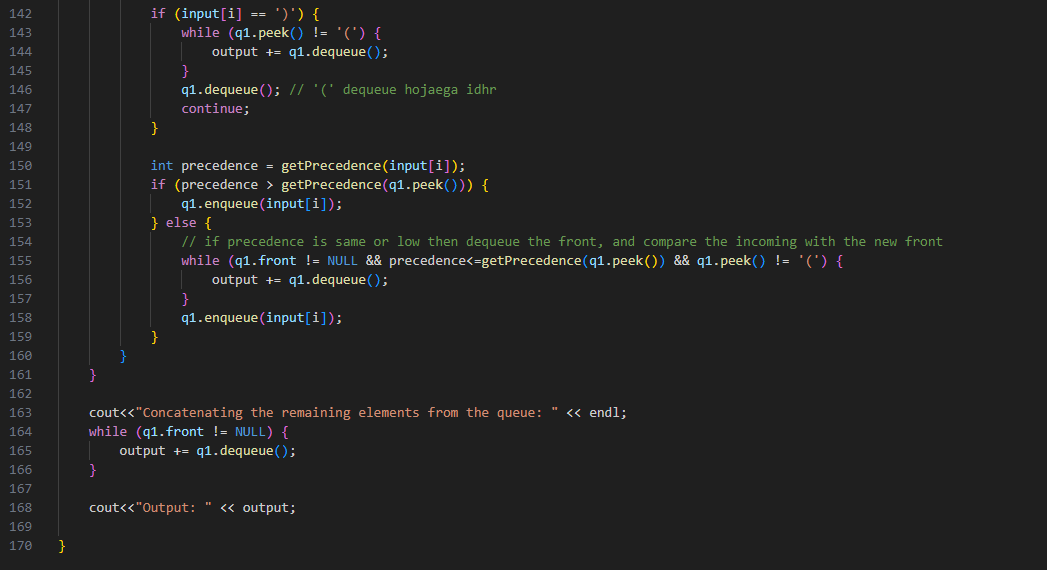 142 if (input[i] == ')') {
143 while (q1.peek() != '(') {
144 output += q1.dequeue();
145 }
146 q1.dequeue(); // '(' dequeue hojaega idhr
147 continue;
148 }
149
150 int precedence = getPrecedence(input[i]);
151 if (precedence > getPrecedence(q1.peek())) {
152 q1.enqueue(input[i]);
153 } else {
154 // if precedence is same or low then dequeue the front, and compare the incoming with the new front
155 while (q1.front != NULL && precedence<=getPrecedence(q1.peek()) && q1.peek() != '(') {
156 output += q1.dequeue();
157 }
158 q1.enqueue(input[i]);
159 }
160 }
161 }
162
163 cout<<"Concatenating the remaining elements from the queue: " << endl;
164 while (q1.front != NULL) {
165 output += q1.dequeue();
166 }
167
168 cout<<"Output: " << output;
169
170 }